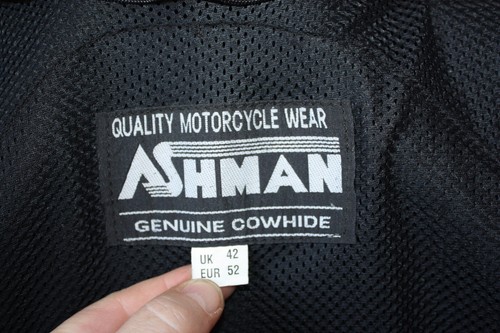 QUALITY MOTORCYCLE WEAR
ASHMAN
GENUINE COWHIDE
UK 42
EUR 52